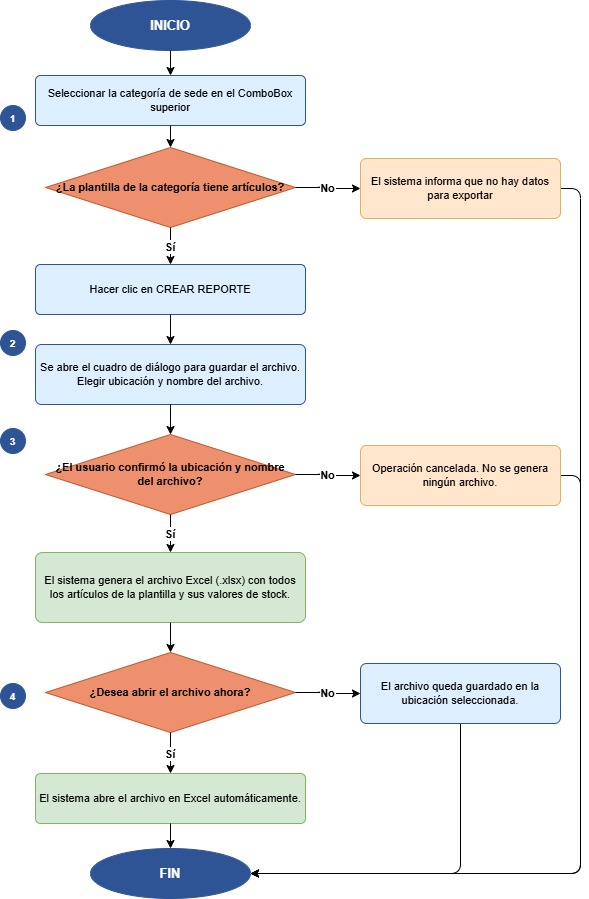 INICIO
Seleccionar la categoría de sede en el ComboBox
superior
1
¿La plantilla de la categoría tiene artículos?
No
El sistema informa que no hay datos
para exportar
Sí
Hacer clic en CREAR REPORTE
2
Se abre el cuadro de diálogo para guardar el archivo.
Elegir ubicación y nombre del archivo.
3
¿El usuario confirmó la ubicación y nombre
del archivo?
No
Operación cancelada. No se genera
ningún archivo.
Sí
El sistema genera el archivo Excel (.xlsx) con todos
los artículos de la plantilla y sus valores de stock.
4
¿Desea abrir el archivo ahora?
No
El archivo queda guardado en la
ubicación seleccionada.
Sí
El sistema abre el archivo en Excel automáticamente.
FIN